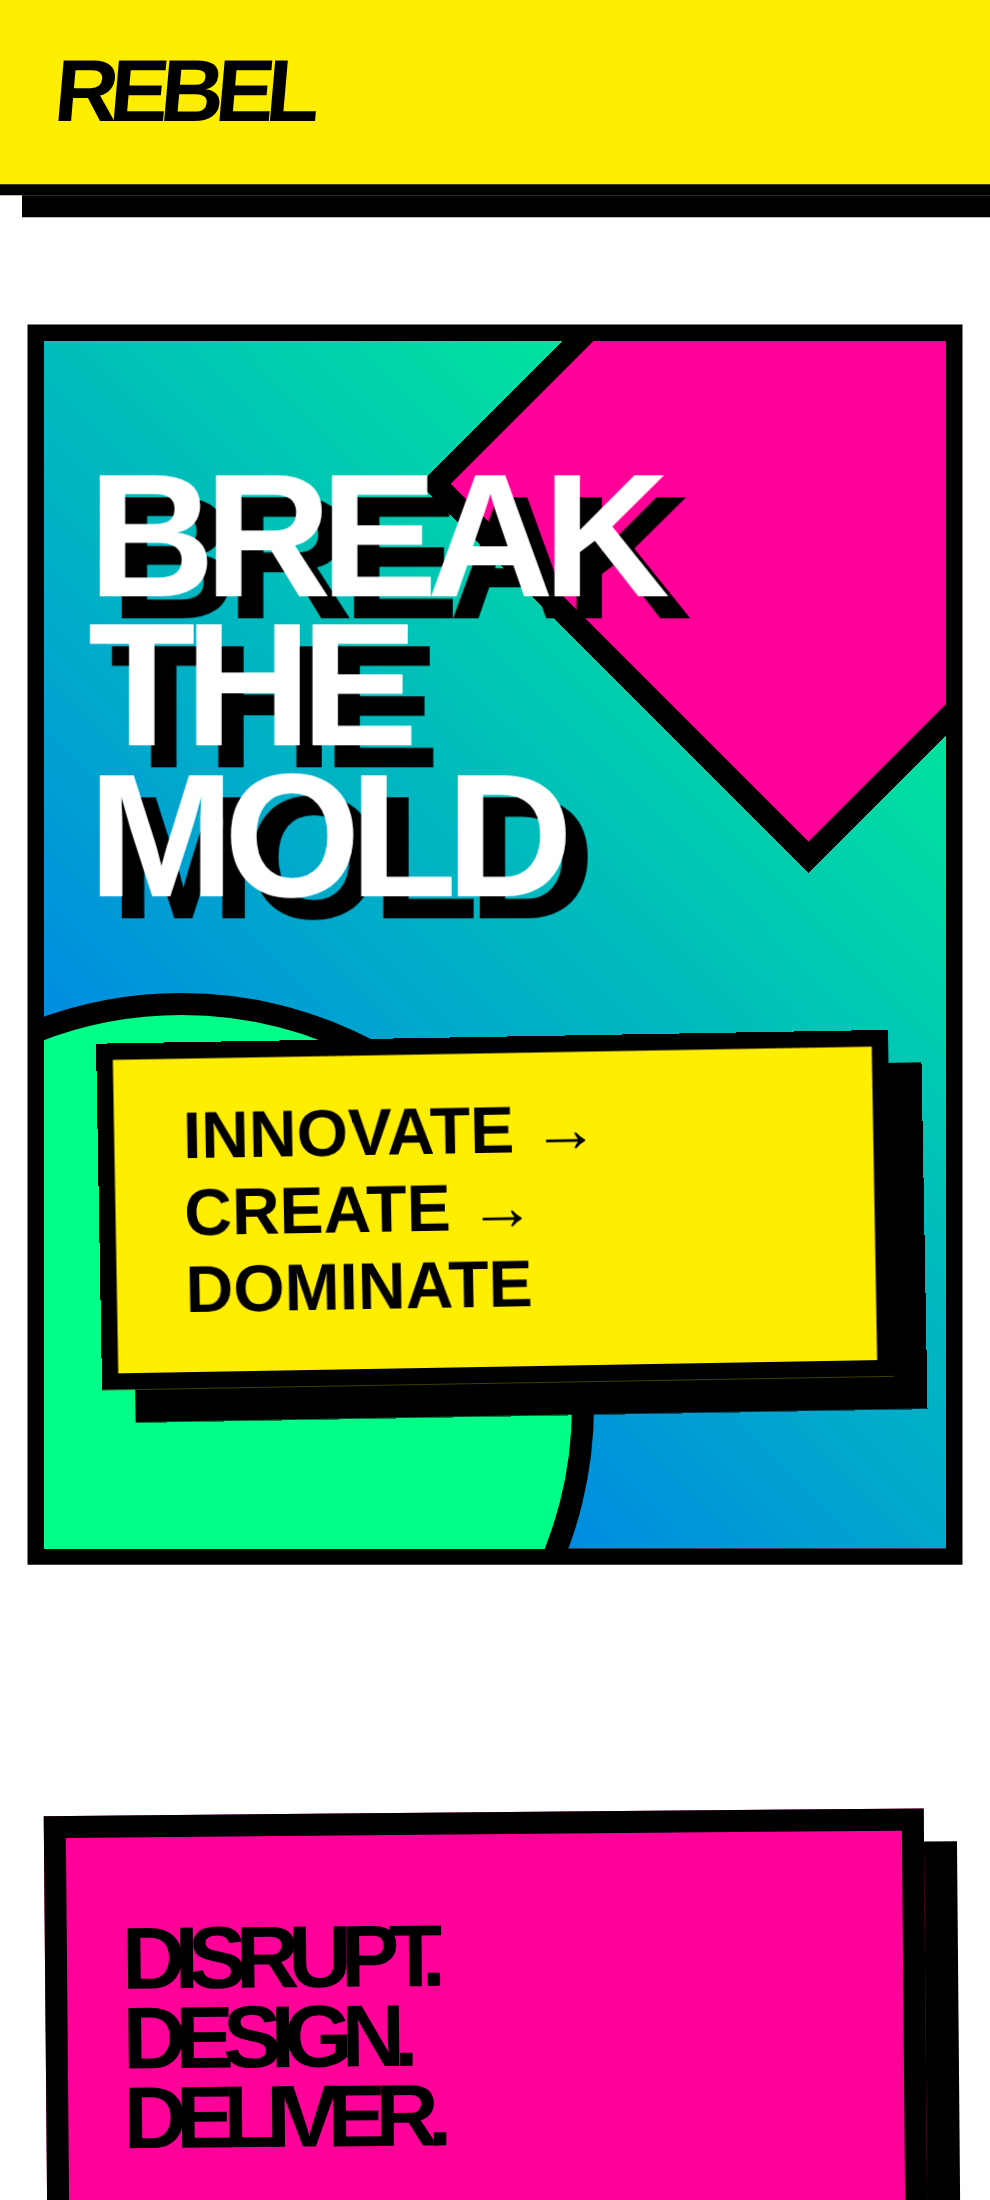 REBEL
BREAK
THE
MOLD
INNOVATE →
CREATE →
DOMINATE
DISRUPT.
DESIGN.
DELIVER.